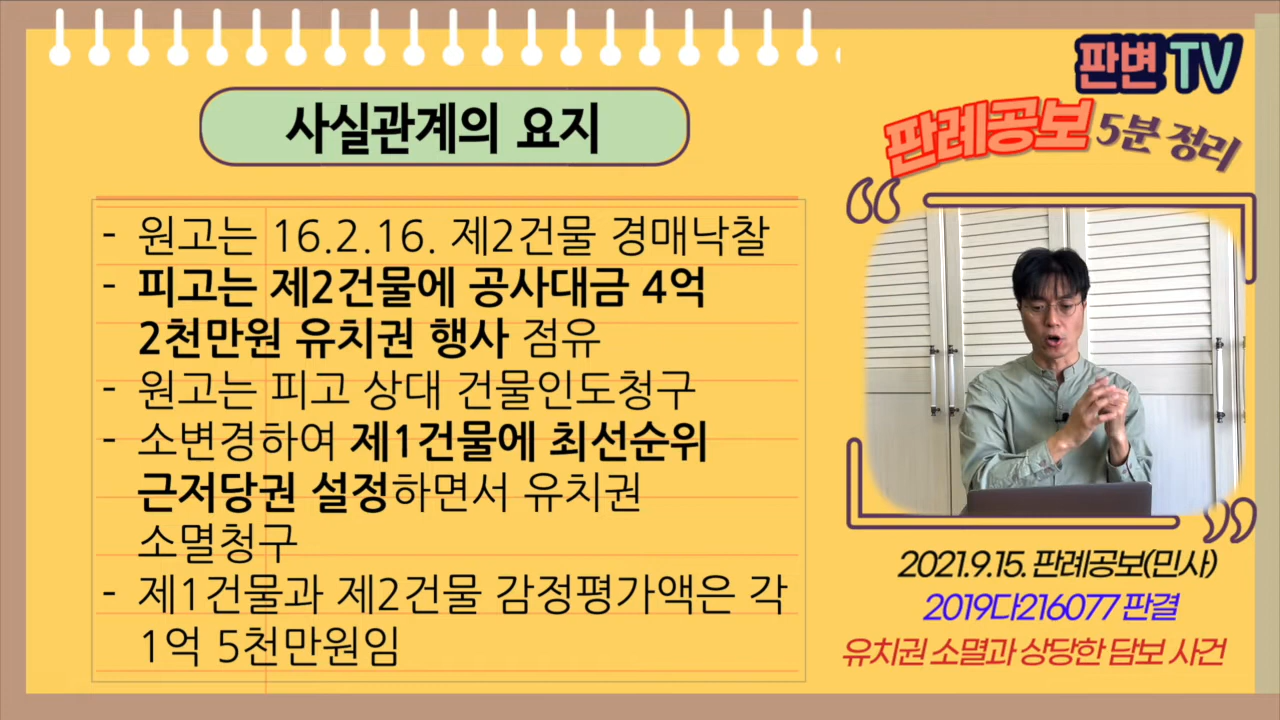 사실관계의 요지
- 원고는 16.2.16. 제2건물 경매낙찰
- 피고는 제2건물에 공사대금 4억
2천만원 유치권 행사 점유
- 원고는 피고 상대 건물인도청구
- 소변경하여 제1건물에 최선순위
근저당권 설정하면서 유치권
소멸청구
- 제1건물과 제2건물 감정평가액은 각
1억 5천만원임
판변TV
판례공보 5분 정리
2021.9.15. 판례공보(민사)
2019다216077 판결
유치권 소멸과 상당한 담보 사건